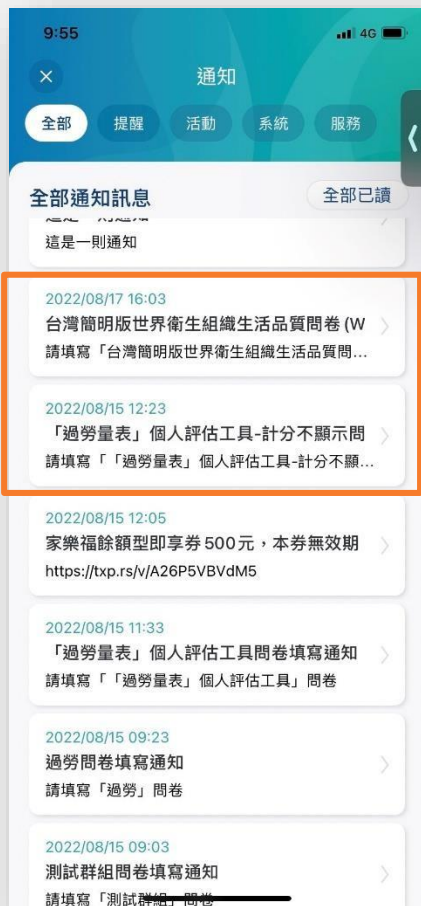 9:55
4G
通知
全部 提醒 活動 系統 服務
全部通知訊息 全部已讀
這是一則通知
2022/08/17 16:03
台灣簡明版世界衛生組織生活品質問卷 (W
請填寫「台灣簡明版世界衛生組織生活品質問...
2022/08/15 12:23
「過勞量表」個人評估工具-計分不顯示問
請填寫「「過勞量表」個人評估工具-計分不顯...
2022/08/15 12:05
家樂福餘額型即享券500元，本券無效期
https://txp.rs/v/A26P5VBVdM5
2022/08/15 11:33
「過勞量表」個人評估工具問卷填寫通知
請填寫「「過勞量表」個人評估工具」問卷
2022/08/15 09:23
過勞問卷填寫通知
請填寫「過勞」問卷
2022/08/15 09:03
測試群組問卷填寫通知
請填寫「測試群組」問卷